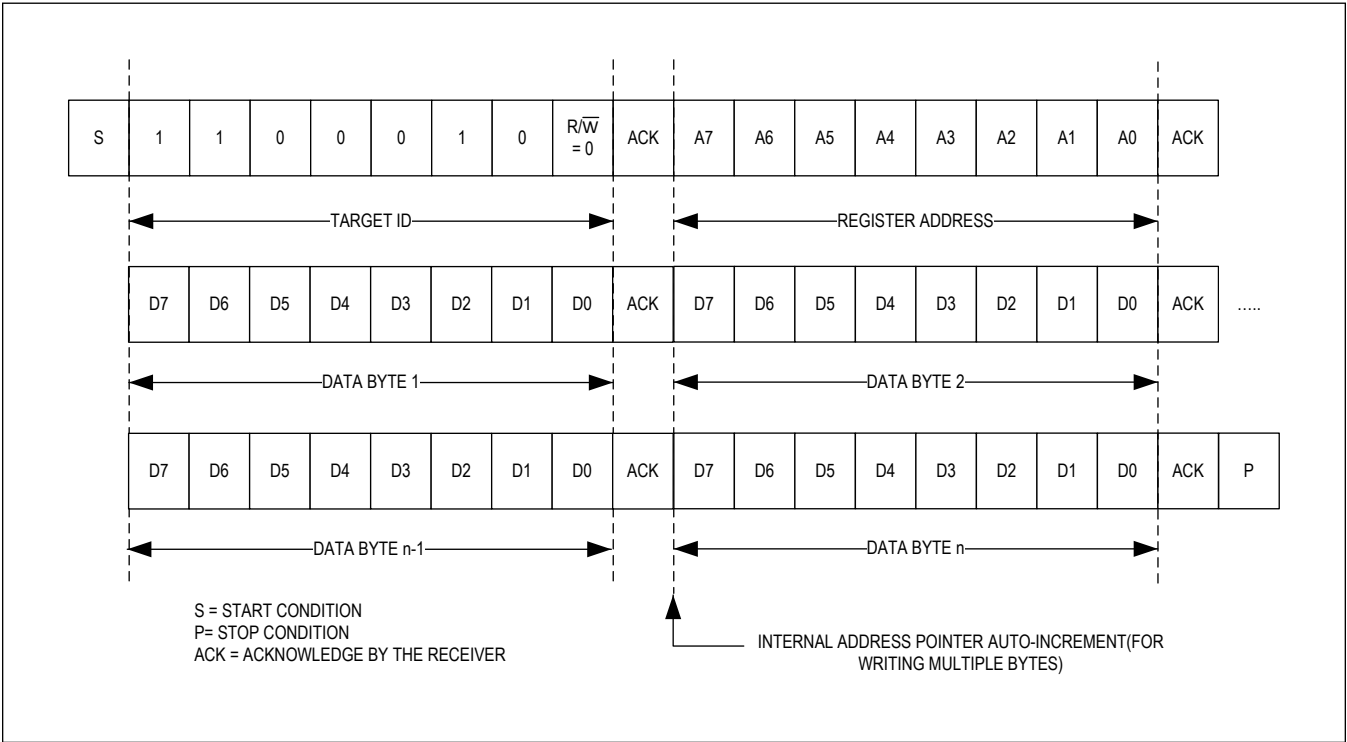 S 1 1 0 0 0 1 0 R/W̅ = 0 ACK A7 A6 A5 A4 A3 A2 A1 A0 ACK
TARGET ID REGISTER ADDRESS
D7 D6 D5 D4 D3 D2 D1 D0 ACK D7 D6 D5 D4 D3 D2 D1 D0 ACK .....
DATA BYTE 1 DATA BYTE 2
D7 D6 D5 D4 D3 D2 D1 D0 ACK D7 D6 D5 D4 D3 D2 D1 D0 ACK P
DATA BYTE n-1 DATA BYTE n
S = START CONDITION
P= STOP CONDITION
ACK = ACKNOWLEDGE BY THE RECEIVER
INTERNAL ADDRESS POINTER AUTO-INCREMENT(FOR
WRITING MULTIPLE BYTES)